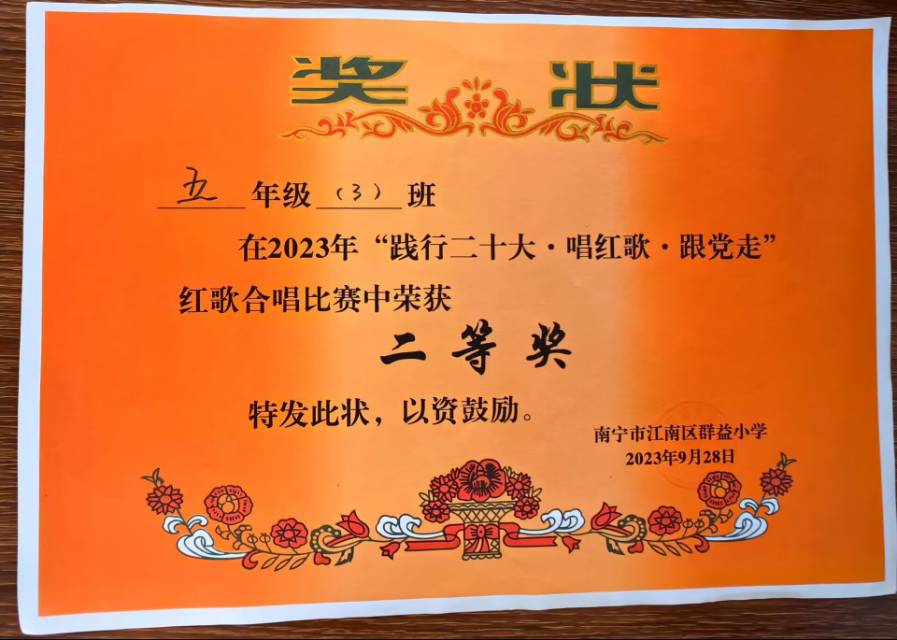 奖 状
五 年级 (3) 班
在2023年“践行二十大·唱红歌·跟党走”
红歌合唱比赛中荣获
二 等 奖
特发此状，以资鼓励。
南宁市江南区群益小学
2023年9月28日